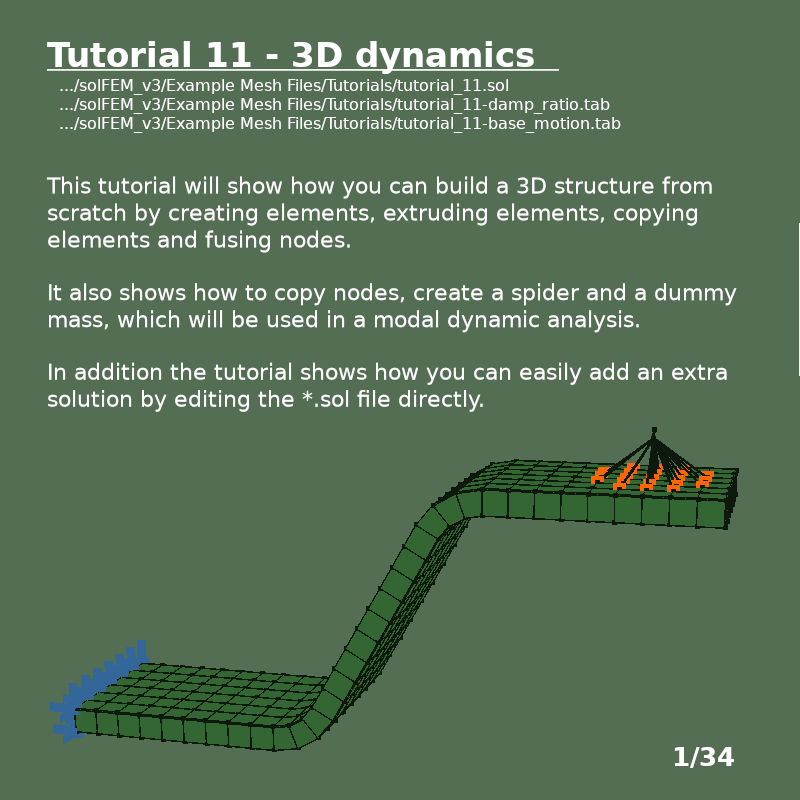 Tutorial 11 - 3D dynamics
.../solFEM_v3/Example Mesh Files/Tutorials/tutorial_11.sol
.../solFEM_v3/Example Mesh Files/Tutorials/tutorial_11-damp_ratio.tab
.../solFEM_v3/Example Mesh Files/Tutorials/tutorial_11-base_motion.tab
This tutorial will show how you can build a 3D structure from
scratch by creating elements, extruding elements, copying
elements and fusing nodes.
It also shows how to copy nodes, create a spider and a dummy
mass, which will be used in a modal dynamic analysis.
In addition the tutorial shows how you can easily add an extra
solution by editing the *.sol file directly.
1/34